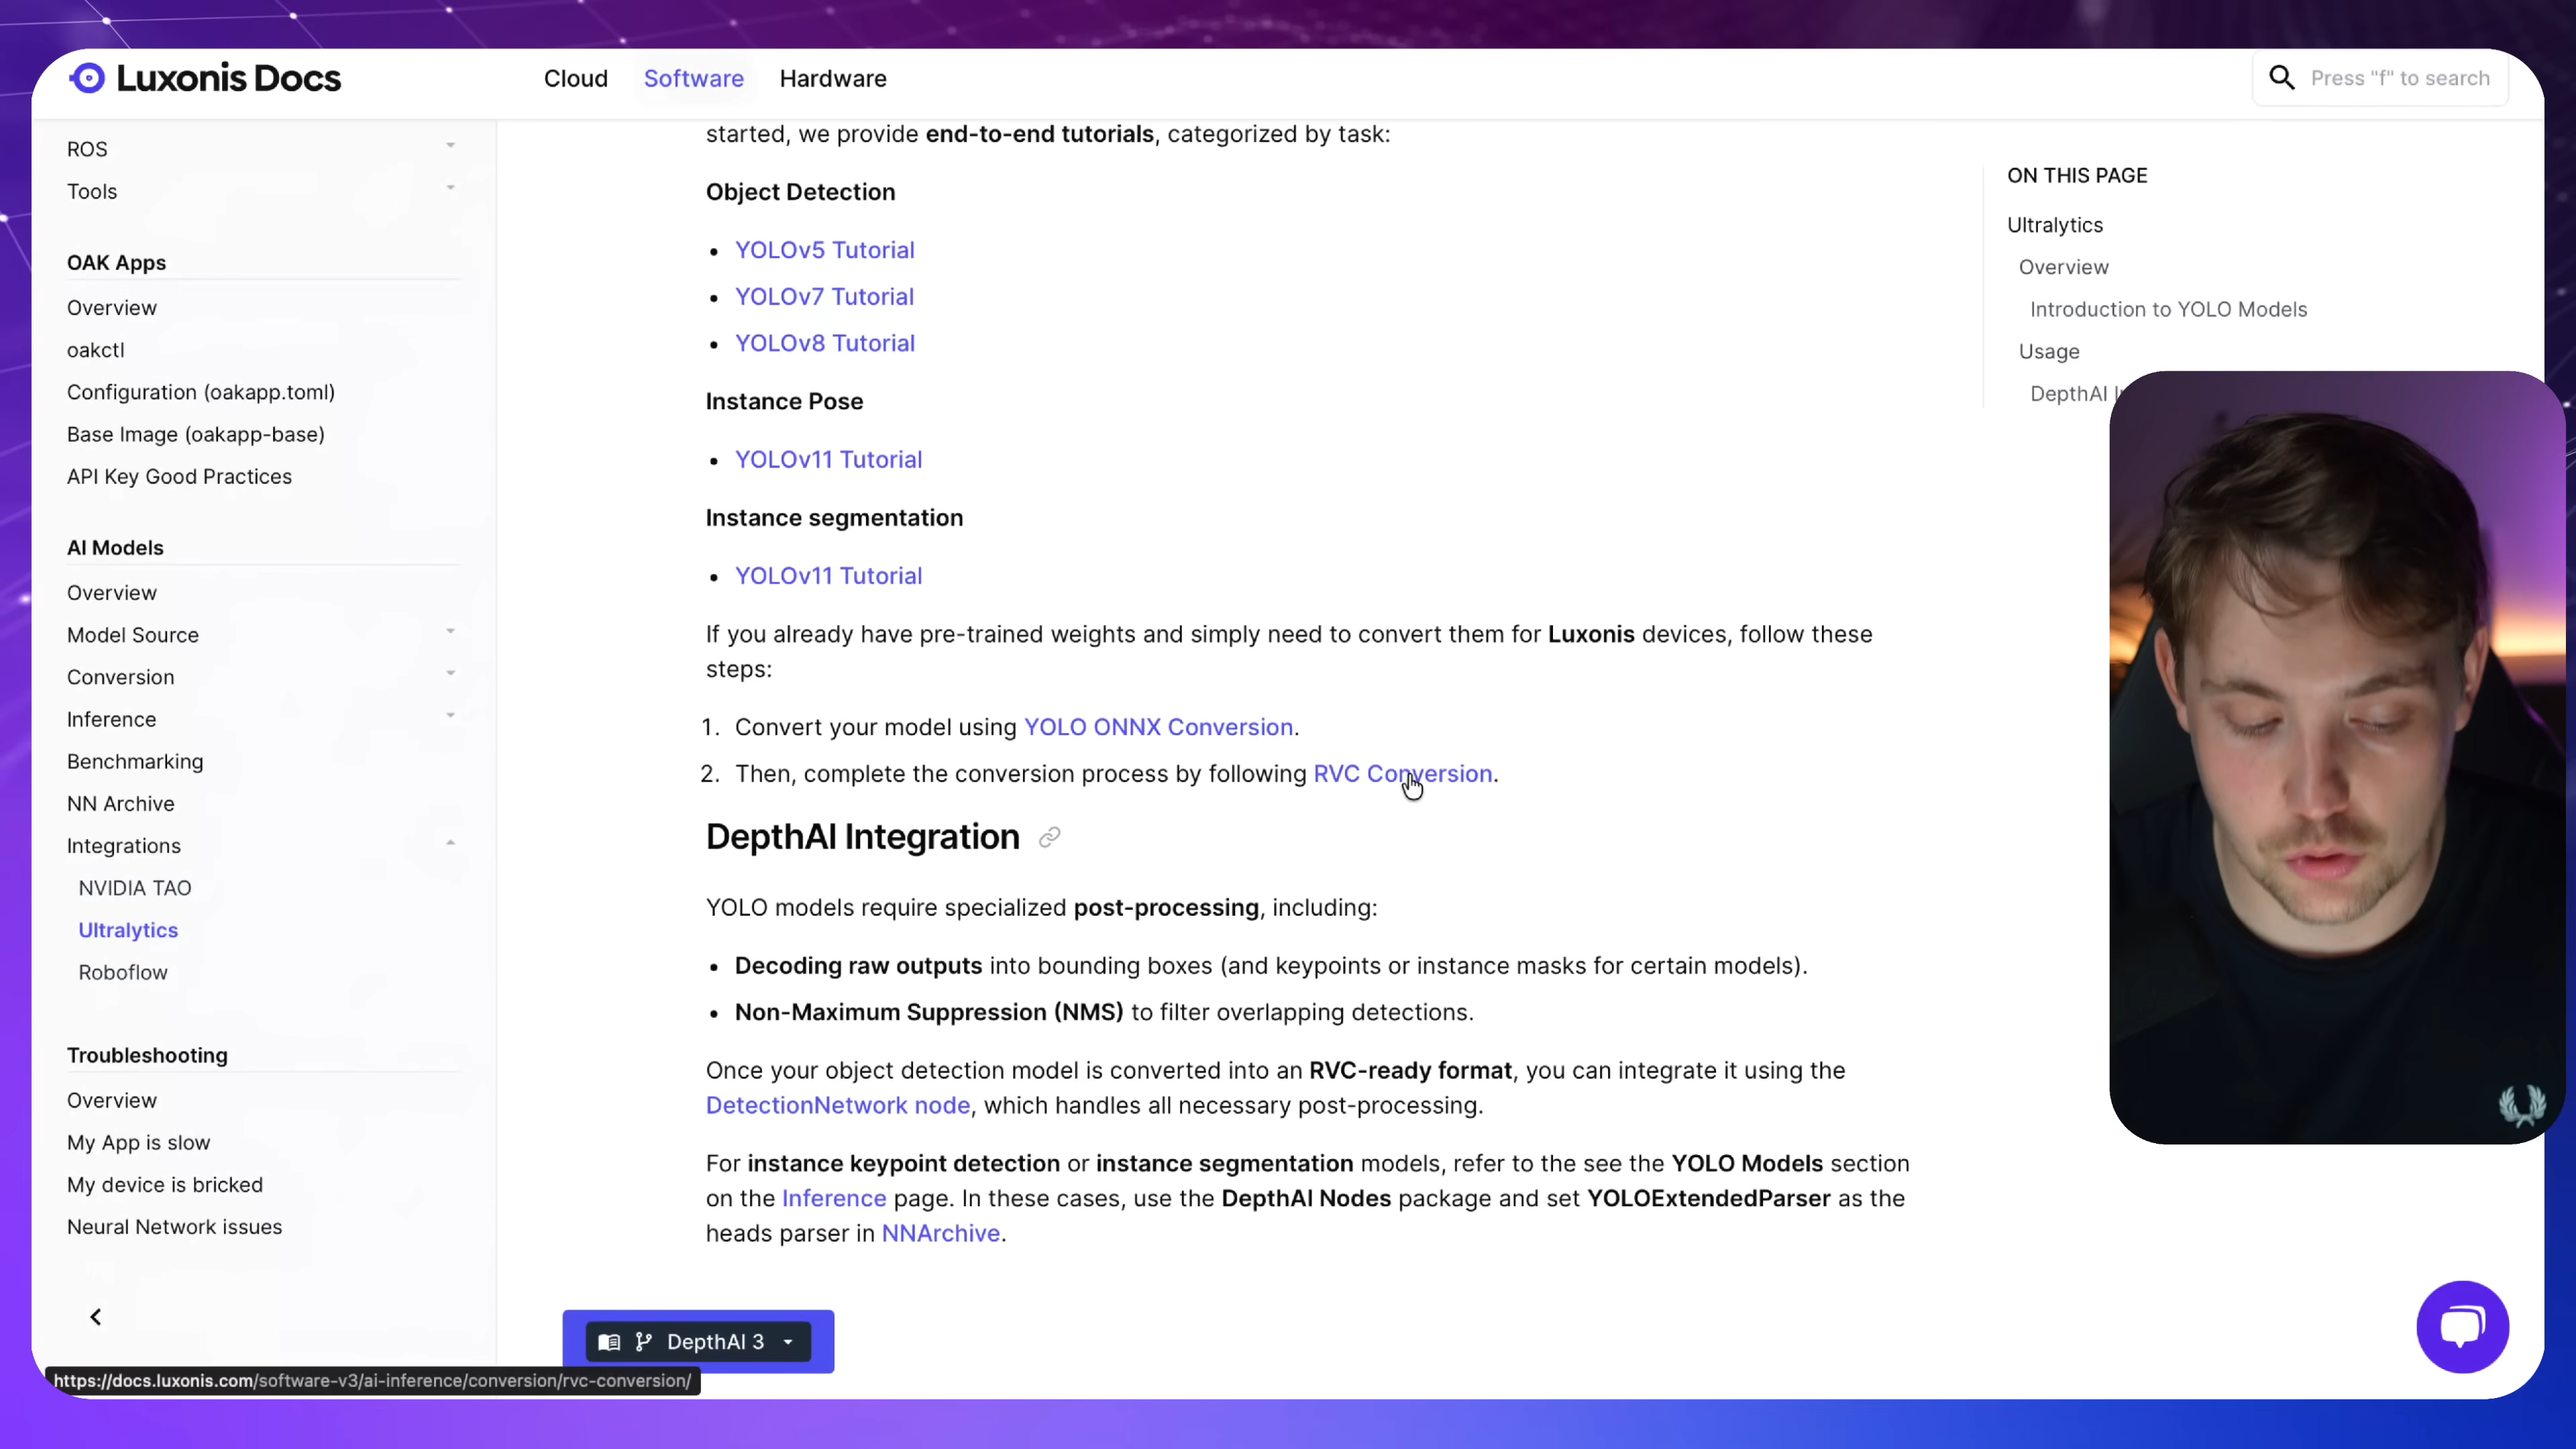 Luxonis Docs
Cloud Software Hardware
Press "f" to search
ROS
Tools
OAK Apps
Overview
oakctl
Configuration (oakapp.toml)
Base Image (oakapp-base)
API Key Good Practices
AI Models
Overview
Model Source
Conversion
Inference
Benchmarking
NN Archive
Integrations
NVIDIA TAO
Ultralytics
Roboflow
Troubleshooting
Overview
My App is slow
My device is bricked
Neural Network issues
started, we provide end-to-end tutorials, categorized by task:
Object Detection
• YOLOv5 Tutorial
• YOLOv7 Tutorial
• YOLOv8 Tutorial
Instance Pose
• YOLOv11 Tutorial
Instance segmentation
• YOLOv11 Tutorial
If you already have pre-trained weights and simply need to convert them for Luxonis devices, follow these
steps:
1. Convert your model using YOLO ONNX Conversion.
2. Then, complete the conversion process by following RVC Conversion.
DepthAI Integration
YOLO models require specialized post-processing, including:
• Decoding raw outputs into bounding boxes (and keypoints or instance masks for certain models).
• Non-Maximum Suppression (NMS) to filter overlapping detections.
Once your object detection model is converted into an RVC-ready format, you can integrate it using the
DetectionNetwork node, which handles all necessary post-processing.
For instance keypoint detection or instance segmentation models, refer to the see the YOLO Models section
on the Inference page. In these cases, use the DepthAI Nodes package and set YOLOExtendedParser as the
heads parser in NNArchive.
DepthAI 3
https://docs.luxonis.com/software-v3/ai-inference/conversion/rvc-conversion/
ON THIS PAGE
Ultralytics
Overview
Introduction to YOLO Models
Usage
DepthAI